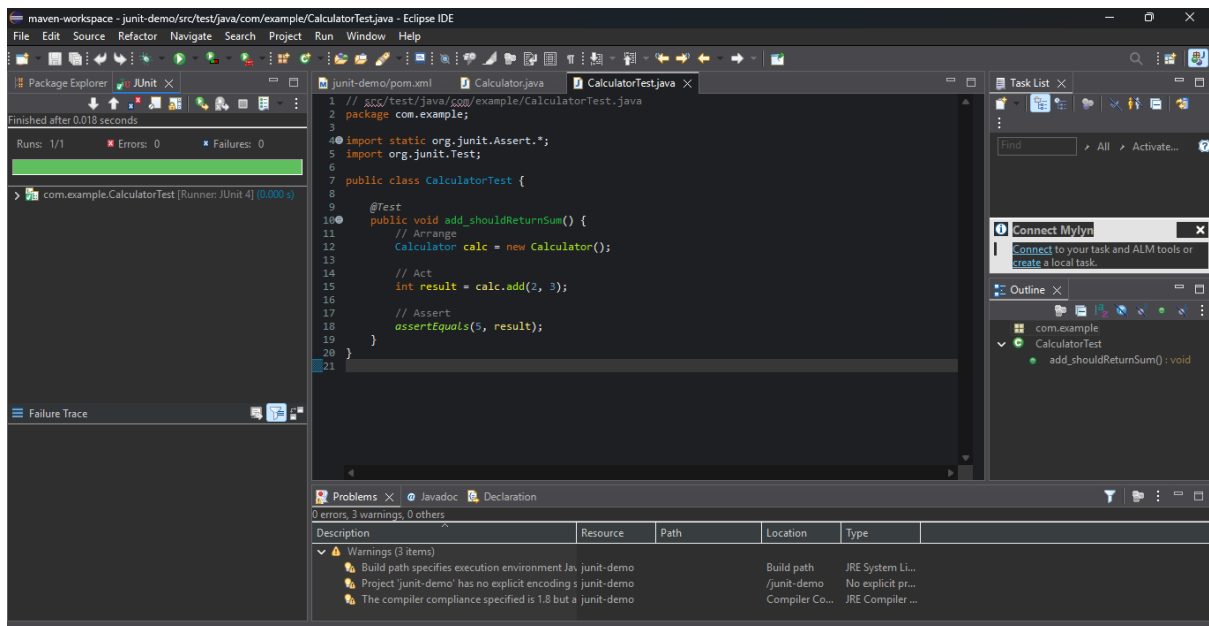 maven-workspace - junit-demo/src/test/java/com/example/CalculatorTest.java - Eclipse IDE
File Edit Source Refactor Navigate Search Project Run Window Help
Package Explorer JUnit
Finished after 0.018 seconds
Runs: 1/1 Errors: 0 Failures: 0
com.example.CalculatorTest [Runner: JUnit 4] (0.000 s)
Failure Trace
junit-demo/pom.xml Calculator.java CalculatorTest.java
1 // src/test/java/com/example/CalculatorTest.java
2 package com.example;
3
4 import static org.junit.Assert.*;
5 import org.junit.Test;
6
7 public class CalculatorTest {
8
9 @Test
10 public void add_shouldReturnSum() {
11 // Arrange
12 Calculator calc = new Calculator();
13
14 // Act
15 int result = calc.add(2, 3);
16
17 // Assert
18 assertEquals(5, result);
19 }
20 }
21
Task List
Find All Activate...
Connect Mylyn
Connect to your task and ALM tools or
create a local task.
Outline
com.example
CalculatorTest
add_shouldReturnSum() : void
Problems Javadoc Declaration
0 errors, 3 warnings, 0 others
Description Resource Path Location Type
Warnings (3 items)
Build path specifies execution environment Jav junit-demo Build path JRE System Li...
Project 'junit-demo' has no explicit encoding s junit-demo /junit-demo No explicit pr...
The compiler compliance specified is 1.8 but a junit-demo Compiler Co... JRE Compiler ...